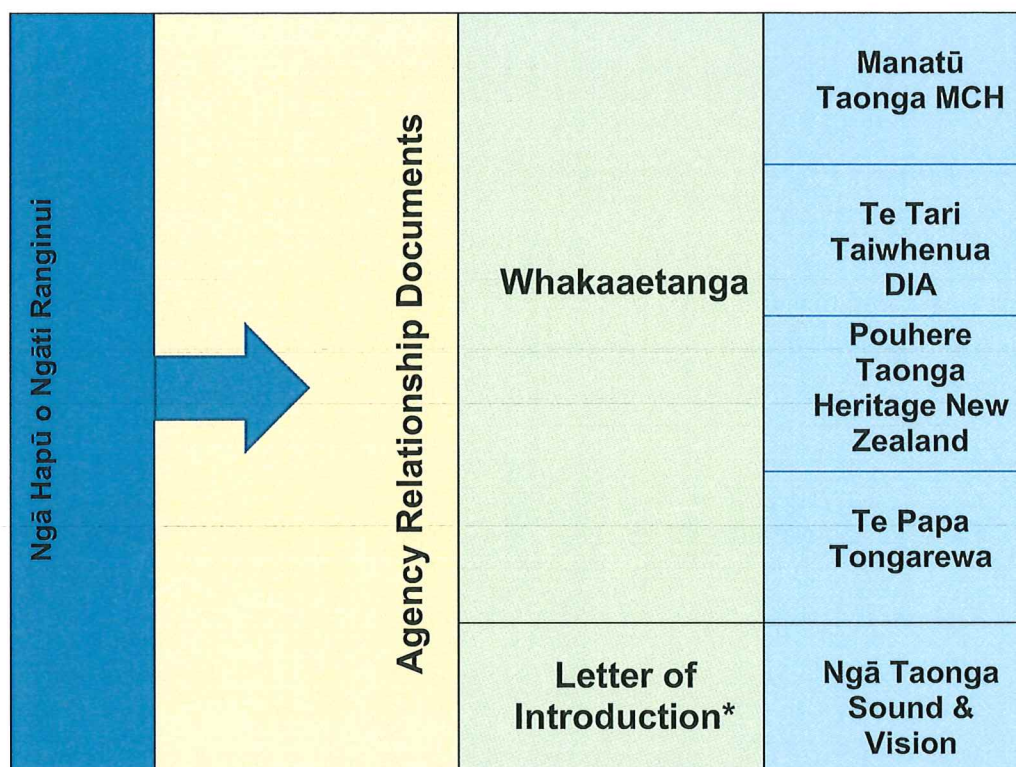 Ngā Hapū o Ngāti Ranginui
Agency Relationship Documents
Whakaaetanga
Manatū
Taonga MCH
Te Tari
Taiwhenua
DIA
Pouhere
Taonga
Heritage New
Zealand
Te Papa
Tongarewa
Letter of
Introduction*
Ngā Taonga
Sound &
Vision